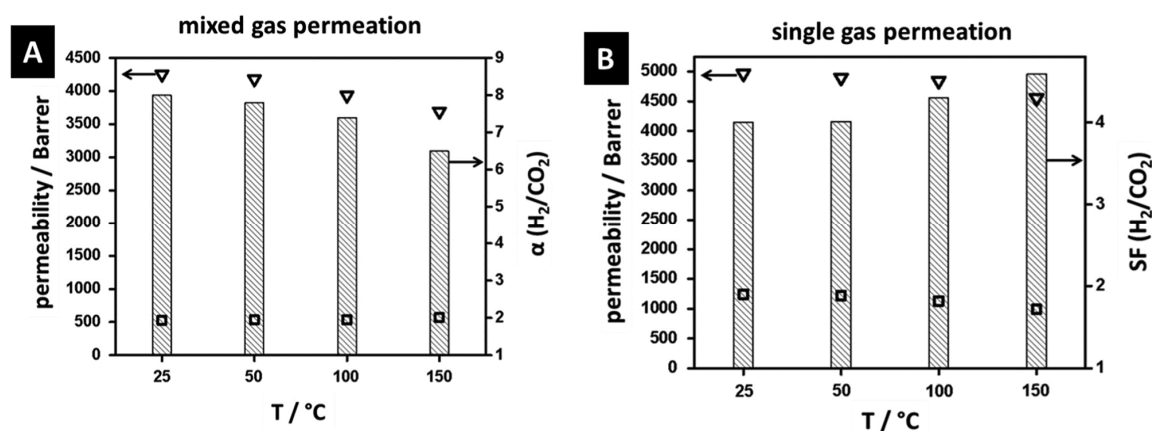 A
mixed gas permeation
permeability / Barrer
4500
4000
3500
3000
2500
2000
1500
1000
500
0
9
8
7
6
5
4
3
2
1
α (H₂/CO₂)
25 50 100 150
T / °C
B
single gas permeation
permeability / Barrer
5000
4500
4000
3500
3000
2500
2000
1500
1000
500
0
4
3
2
1
SF (H₂/CO₂)
25 50 100 150
T / °C